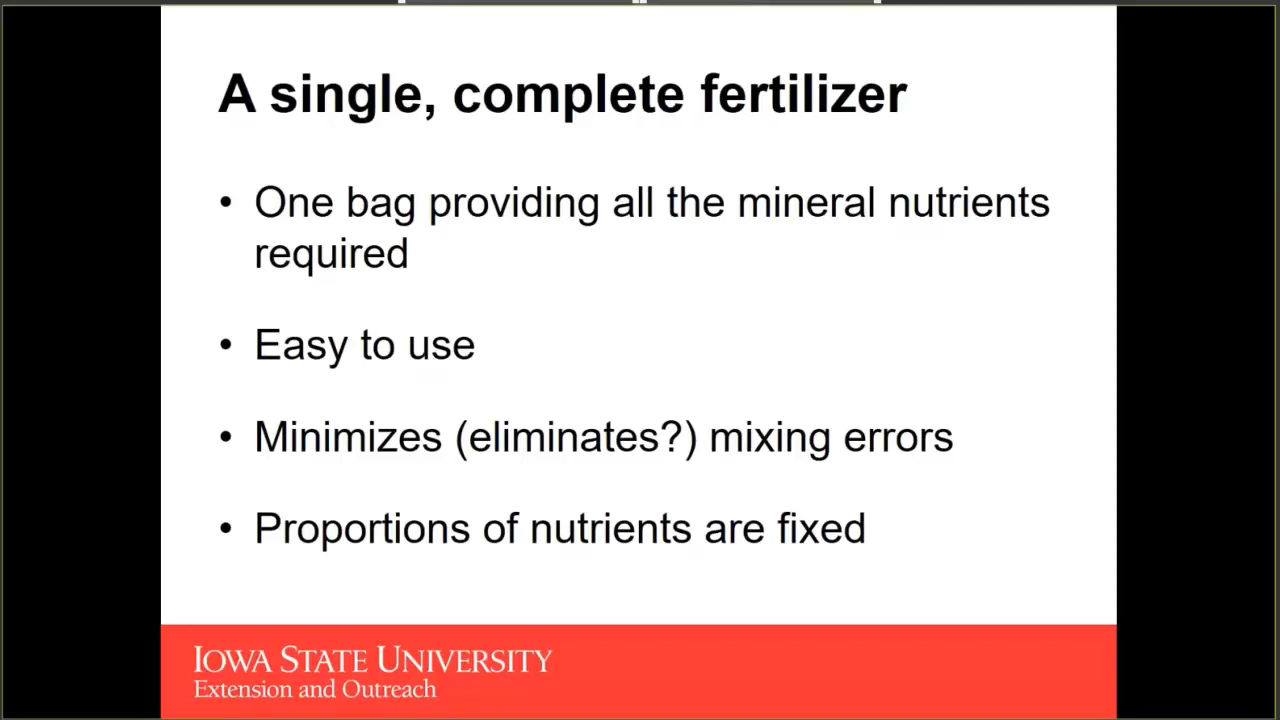 A single, complete fertilizer
• One bag providing all the mineral nutrients
required
• Easy to use
• Minimizes (eliminates?) mixing errors
• Proportions of nutrients are fixed
IOWA STATE UNIVERSITY
Extension and Outreach